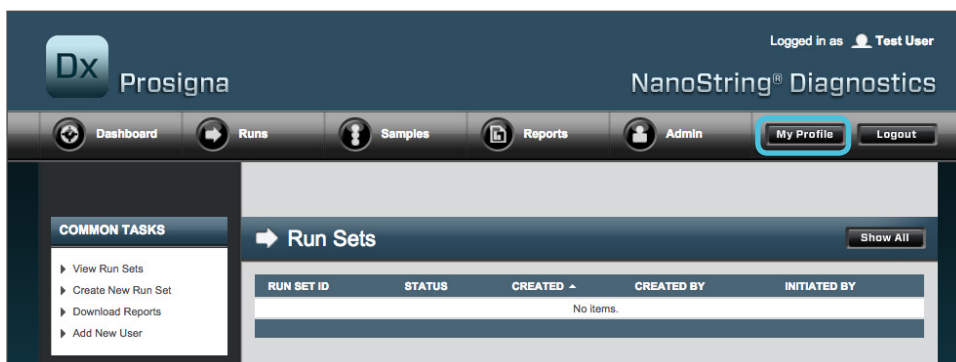 Logged in as Test User
Dx Prosigna
NanoString® Diagnostics
Dashboard Runs Samples Reports Admin My Profile Logout
COMMON TASKS
View Run Sets
Create New Run Set
Download Reports
Add New User
Run Sets
Show All
RUN SET ID STATUS CREATED CREATED BY INITIATED BY
No items.